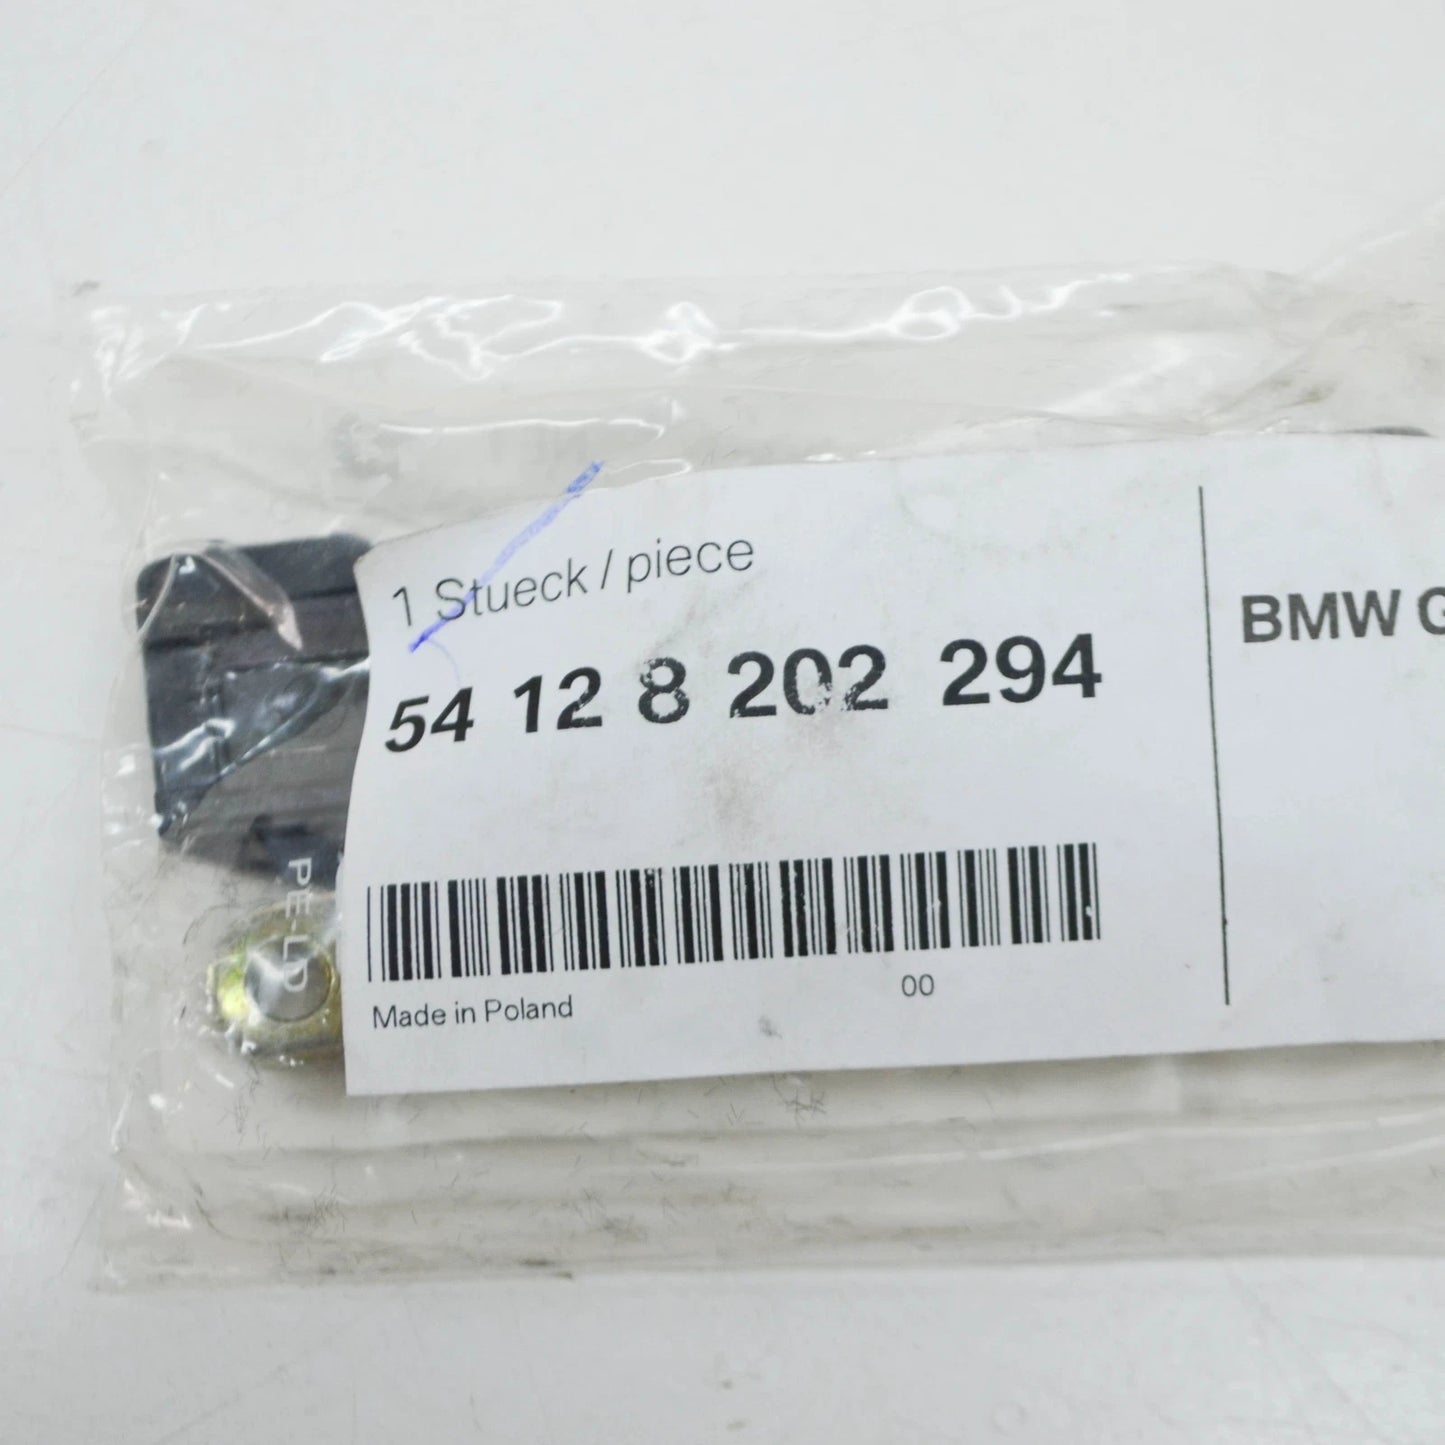 1 Stueck / piece
54 12 8 202 294
BMW G
PE-LD
Made in Poland
00